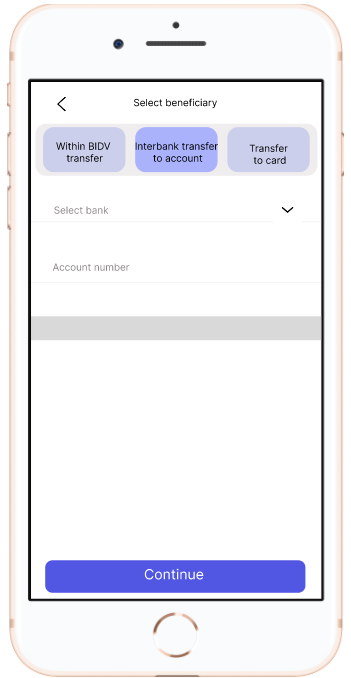 Select beneficiary
Within BIDV
transfer
Interbank transfer
to account
Transfer
to card
Select bank
Account number
Continue